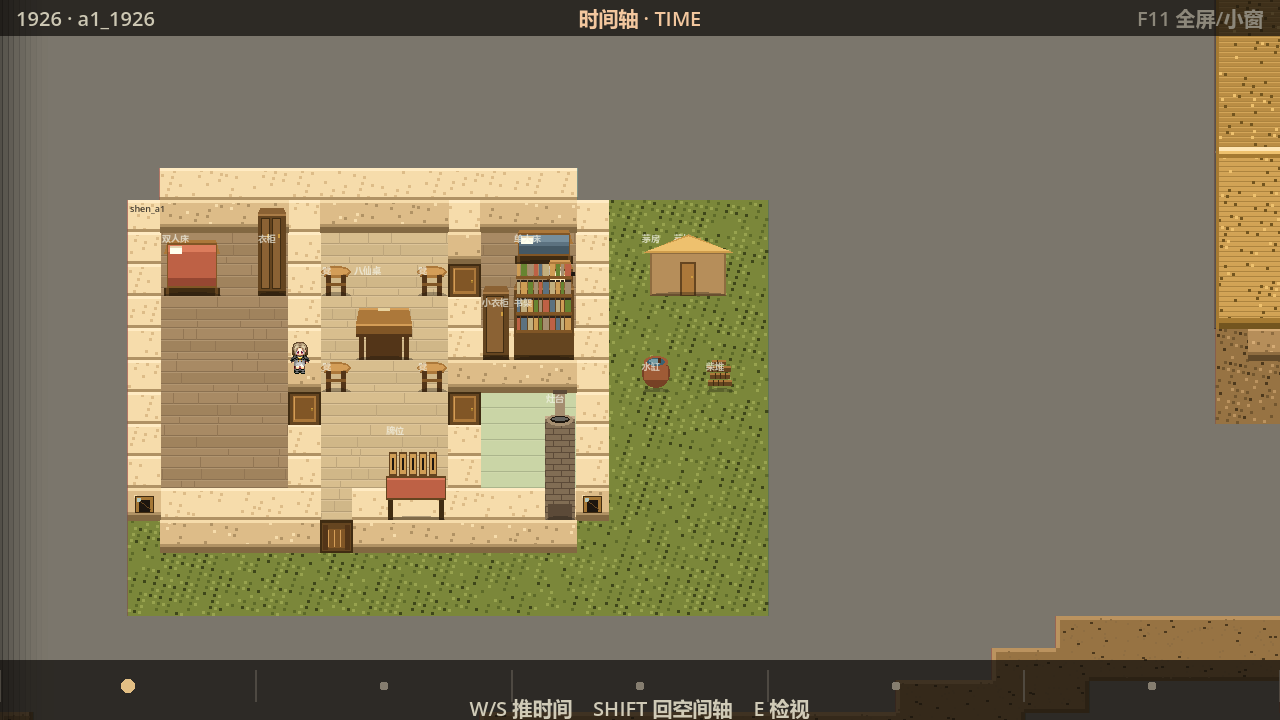 1926 · a1_1926
时间轴 · TIME
F11 全屏/小窗
shen_a1
双人床
衣柜
八仙桌
单人床
茅房
小衣柜
书架
水缸
柴堆
灶台
牌位
W/S 推时间 SHIFT 回空间轴 E 检视